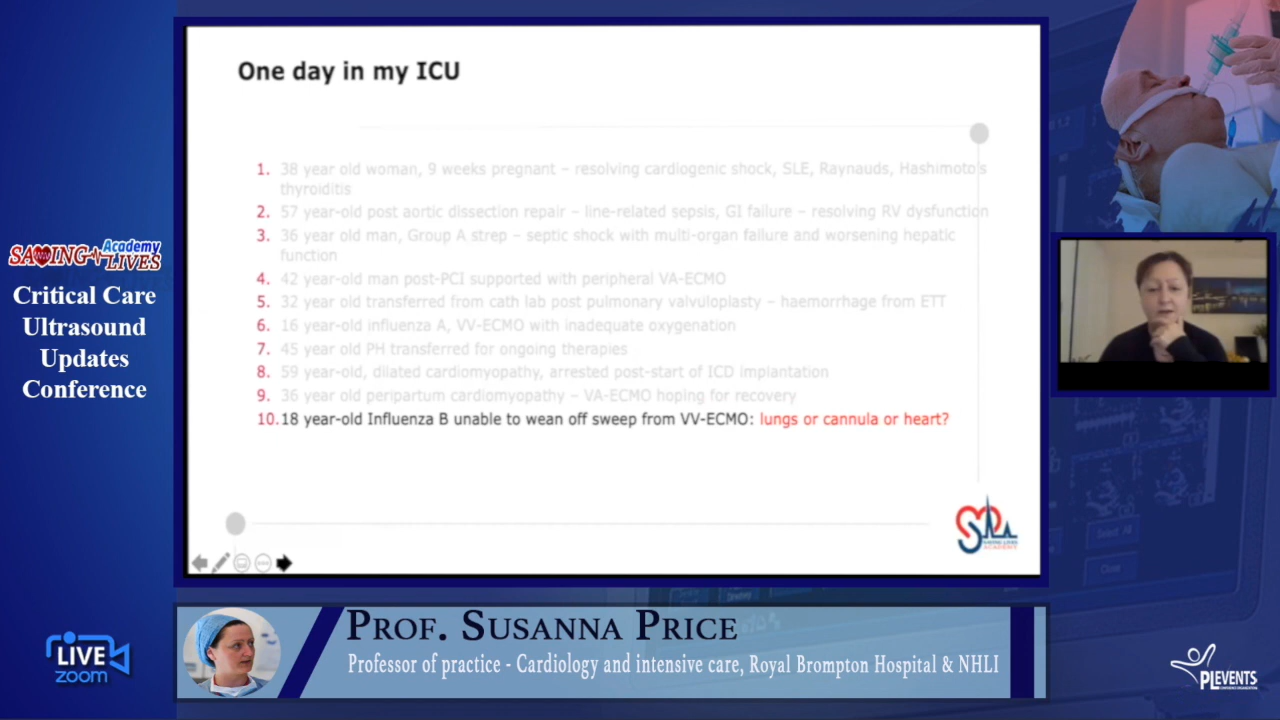 One day in my ICU
1. 38 year old woman, 9 weeks pregnant – resolving cardiogenic shock, SLE, Raynauds, Hashimoto's
thyroiditis
2. 57 year-old post aortic dissection repair – line-related sepsis, GI failure – resolving RV dysfunction
3. 36 year old man, Group A strep – septic shock with multi-organ failure and worsening hepatic
function
4. 42 year-old man post-PCI supported with peripheral VA-ECMO
5. 32 year old transferred from cath lab post pulmonary valvuloplasty – haemorrhage from ETT
6. 16 year-old influenza A, VV-ECMO with inadequate oxygenation
7. 45 year old PH transferred for ongoing therapies
8. 59 year-old, dilated cardiomyopathy, arrested post-start of ICD implantation
9. 36 year old peripartum cardiomyopathy – VA-ECMO hoping for recovery
10. 18 year-old Influenza B unable to wean off sweep from VV-ECMO: lungs or cannula or heart?
SAVING LIVES
ACADEMY
SAVING Academy
LIVES
Critical Care
Ultrasound
Updates
Conference
LIVE
zoom
PROF. SUSANNA PRICE
Professor of practice - Cardiology and intensive care, Royal Brompton Hospital & NHLI
PLEVENTS
Select All
Close